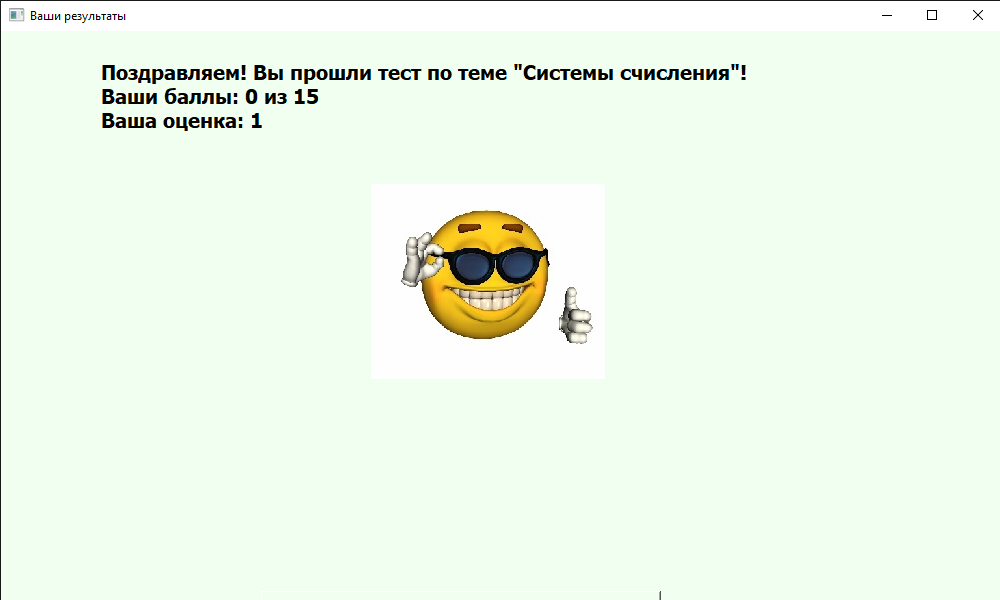 Ваши результаты
Поздравляем! Вы прошли тест по теме "Системы счисления"!
Ваши баллы: 0 из 15
Ваша оценка: 1